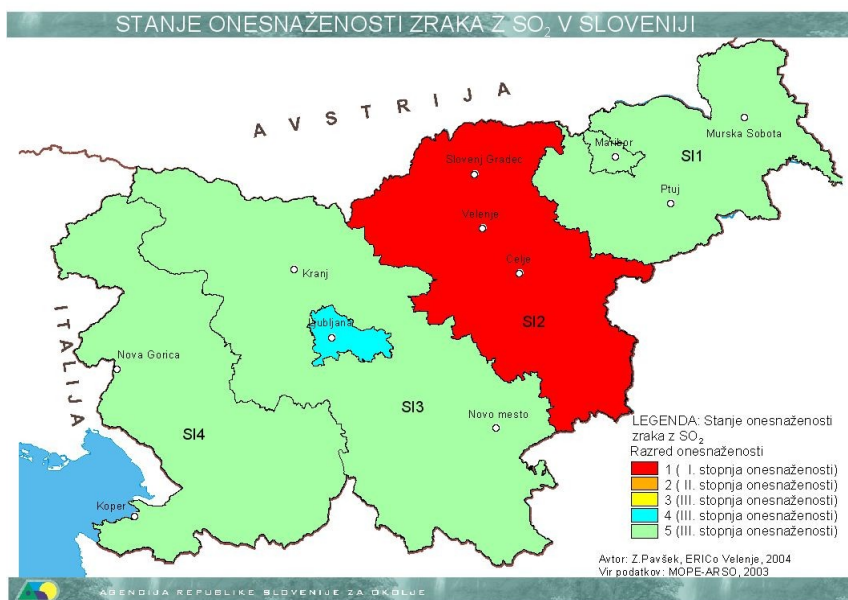 STANJE ONESNAŽENOSTI ZRAKA Z SO₂ V SLOVENIJI
AVSTRIJA
Murska Sobota
Maribor
SI1
Slovenj Gradec
Ptuj
Velenje
Celje
Kranj
ITALIJA
SI2
Ljubljana
Nova Gorica
SI3
Novo mesto
SI4
Koper
LEGENDA: Stanje onesnaženosti
zraka z SO₂
Razred onesnaženosti
1 ( I. stopnja onesnaženosti)
2 ( II. stopnja onesnaženosti)
3 (III. stopnja onesnaženosti)
4 (III. stopnja onesnaženosti)
5 (III. stopnja onesnaženosti)
Avtor: Z.Pavšek, ERICo Velenje, 2004
Vir podatkov: MOPE-ARSO, 2003
AGENCIJA REPUBLIKE SLOVENIJE ZA OKOLJE